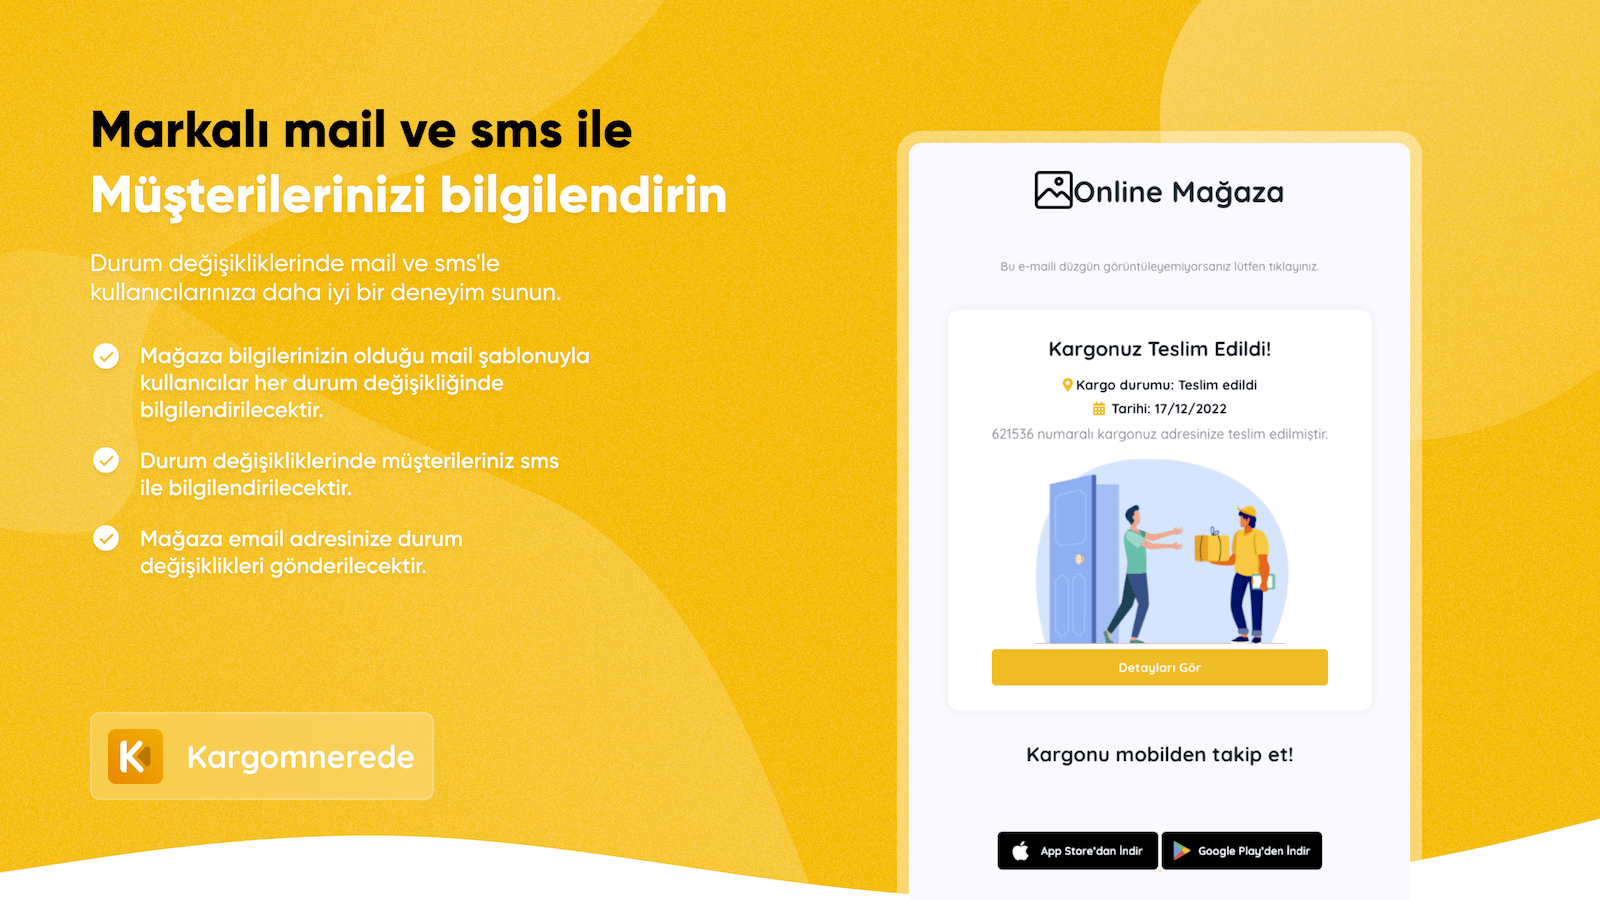 Markalı mail ve sms ile
Müşterilerinizi bilgilendirin
Durum değişikliklerinde mail ve sms'le
kullanıcılarınıza daha iyi bir deneyim sunun.
Mağaza bilgilerinizin olduğu mail şablonuyla
kullanıcılar her durum değişikliğinde
bilgilendirilecektir.
Durum değişikliklerinde müşterileriniz sms
ile bilgilendirilecektir.
Mağaza email adresinize durum
değişiklikleri gönderilecektir.
Kargomnerede
Online Mağaza
Bu e-maili düzgün görüntüleyemiyorsanız lütfen tıklayınız.
Kargonuz Teslim Edildi!
Kargo durumu: Teslim edildi
Tarihi: 17/12/2022
621536 numaralı kargonuz adresinize teslim edilmiştir.
Detayları Gör
Kargonu mobilden takip et!
App Store'dan İndir
Google Play'den İndir